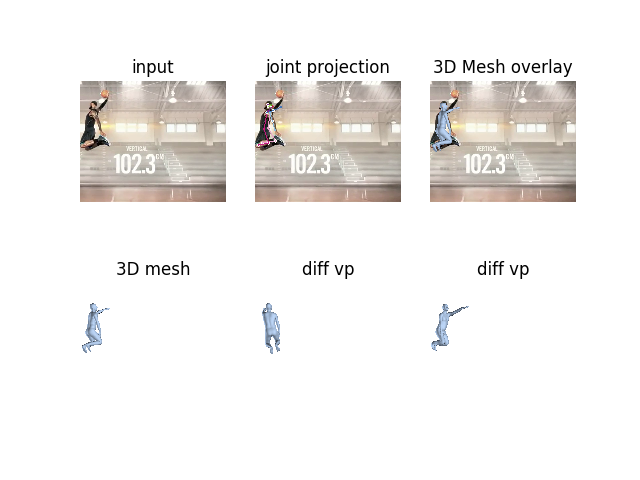 input
joint projection
3D Mesh overlay
VERTICAL
102.3 CM
VERTICAL
102.3 CM
VERTICAL
102.3 CM
3D mesh
diff vp
diff vp